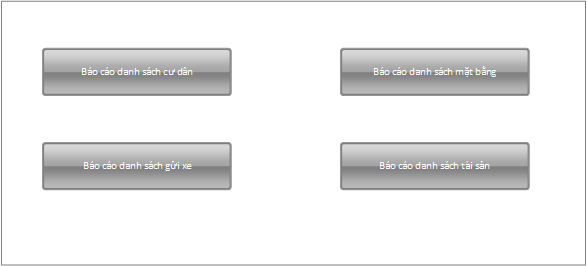 Báo cáo danh sách cư dân
Báo cáo danh sách mặt bằng
Báo cáo danh sách gửi xe
Báo cáo danh sách tài sản